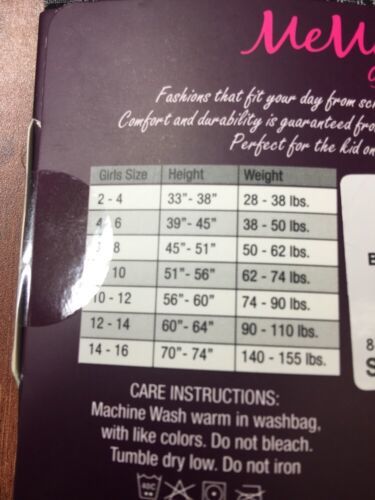 MeM
Fashions that fit your day from
Comfort and durability is guaranteed
Perfect for the kid
Girls Size Height Weight
2 - 4 33"- 38" 28 - 38 lbs.
4 6 39"- 45" 38 - 50 lbs.
8 45"- 51" 50 - 62 lbs.
10 51"- 56" 62 - 74 lbs.
10 - 12 56"- 60" 74 - 90 lbs.
12 - 14 60"- 64" 90 - 110 lbs.
14 - 16 70"- 74" 140 - 155 lbs.
8
S
CARE INSTRUCTIONS:
Machine Wash warm in washbag,
with like colors. Do not bleach.
Tumble dry low. Do not iron
40C